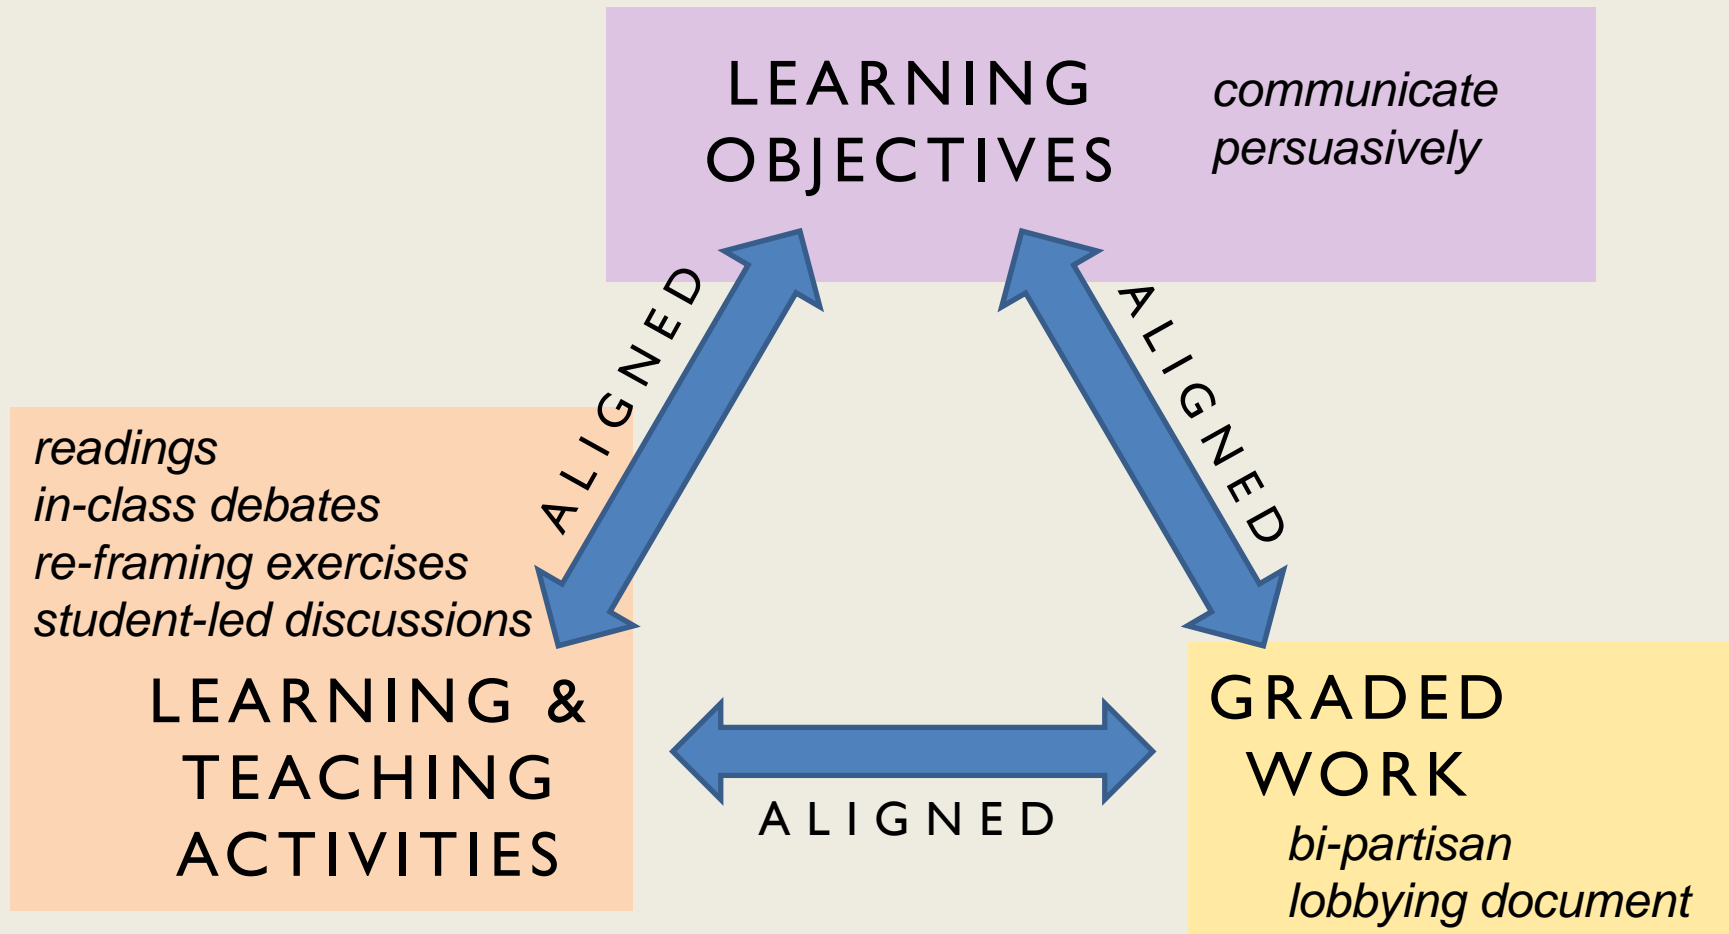 LEARNING
OBJECTIVES
communicate
persuasively
ALIGNED
ALIGNED
readings
in-class debates
re-framing exercises
student-led discussions
LEARNING &
TEACHING
ACTIVITIES
ALIGNED
GRADED
WORK
bi-partisan
lobbying document